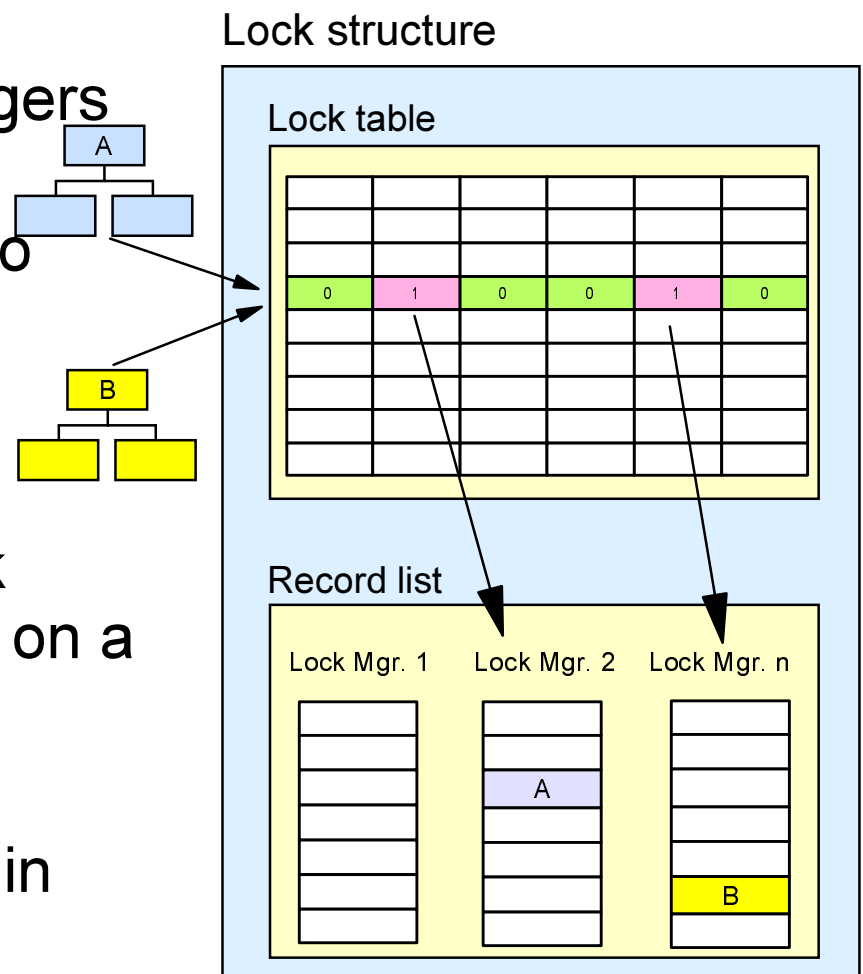 Lock structure
gers
Lock table
A
o
0 1 0 0 1 0
B
k
Record list
on a
Lock Mgr. 1 Lock Mgr. 2 Lock Mgr. n
A
in
B